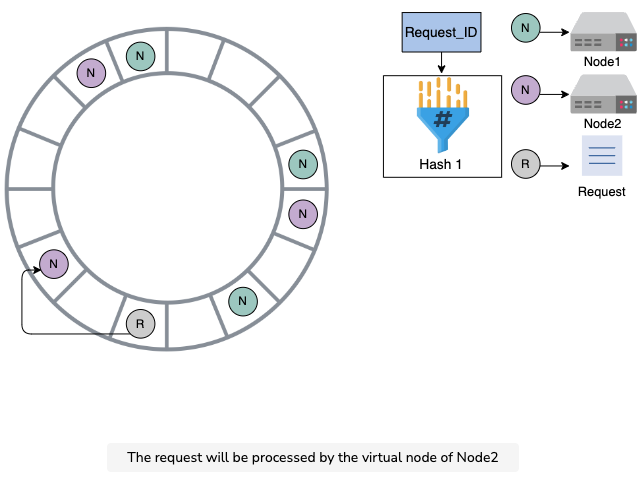 Request_ID
#
Hash 1
N
Node1
N
Node2
R
Request
N
N
N
N
N
N
R
The request will be processed by the virtual node of Node2